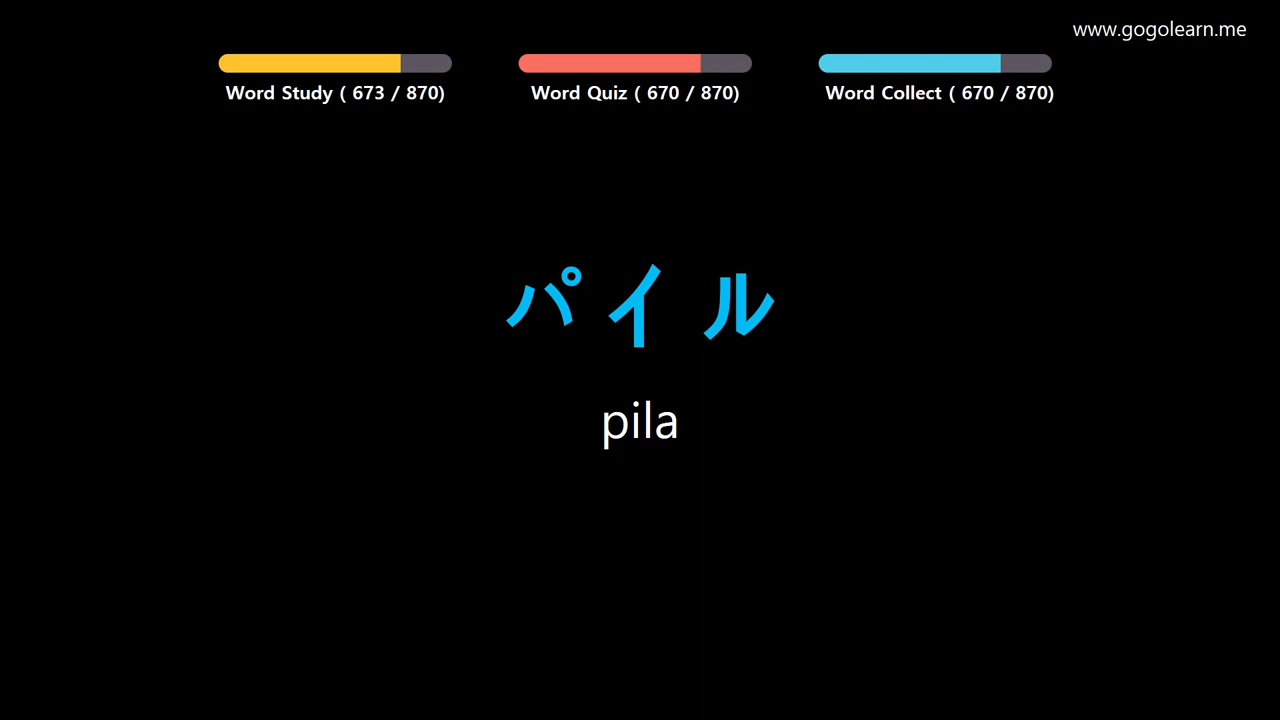 www.gogolearn.me
Word Study ( 673 / 870)
Word Quiz ( 670 / 870)
Word Collect ( 670 / 870)
パイル
pila